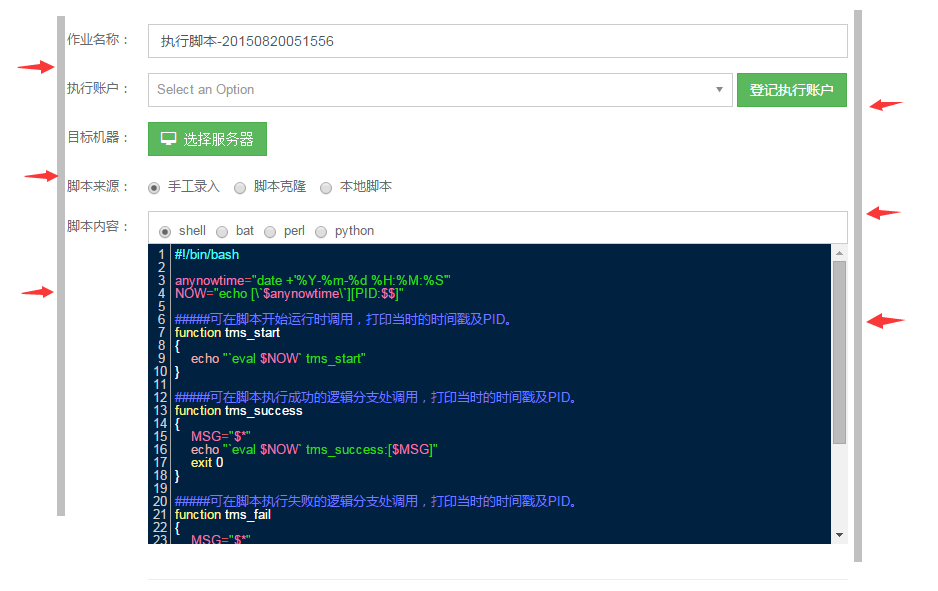 作业名称：
执行脚本-20150820051556
执行账户：
Select an Option
登记执行账户
目标机器：
选择服务器
脚本来源：
手工录入 脚本克隆 本地脚本
脚本内容：
shell bat perl python
1 #!/bin/bash
2
3 anynowtime="date +'%Y-%m-%d %H:%M:%S'"
4 NOW="echo [\`$anynowtime\`][PID:$$]"
5
6 #####可在脚本开始运行时调用，打印当时的时间戳及PID。
7 function tms_start
8 {
9 echo "`eval $NOW` tms_start"
10 }
11
12 #####可在脚本执行成功的逻辑分支处调用，打印当时的时间戳及PID。
13 function tms_success
14 {
15 MSG="$*"
16 echo "`eval $NOW` tms_success:[$MSG]"
17 exit 0
18 }
19
20 #####可在脚本执行失败的逻辑分支处调用，打印当时的时间戳及PID。
21 function tms_fail
22 {
23 MSG="$*"